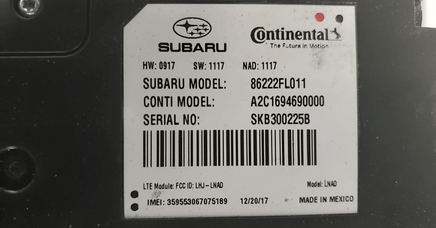 SUBARU
Continental
The Future in Motion
HW: 0917 SW: 1117 NAD: 1117
SUBARU MODEL: 86222FL011
CONTI MODEL: A2C1694690000
SERIAL NO: SKB300225B
LTE Module: FCC ID: LHJ-LNAD Model: LNAD
IMEI: 359553067075189 12/20/17 MADE IN MEXICO